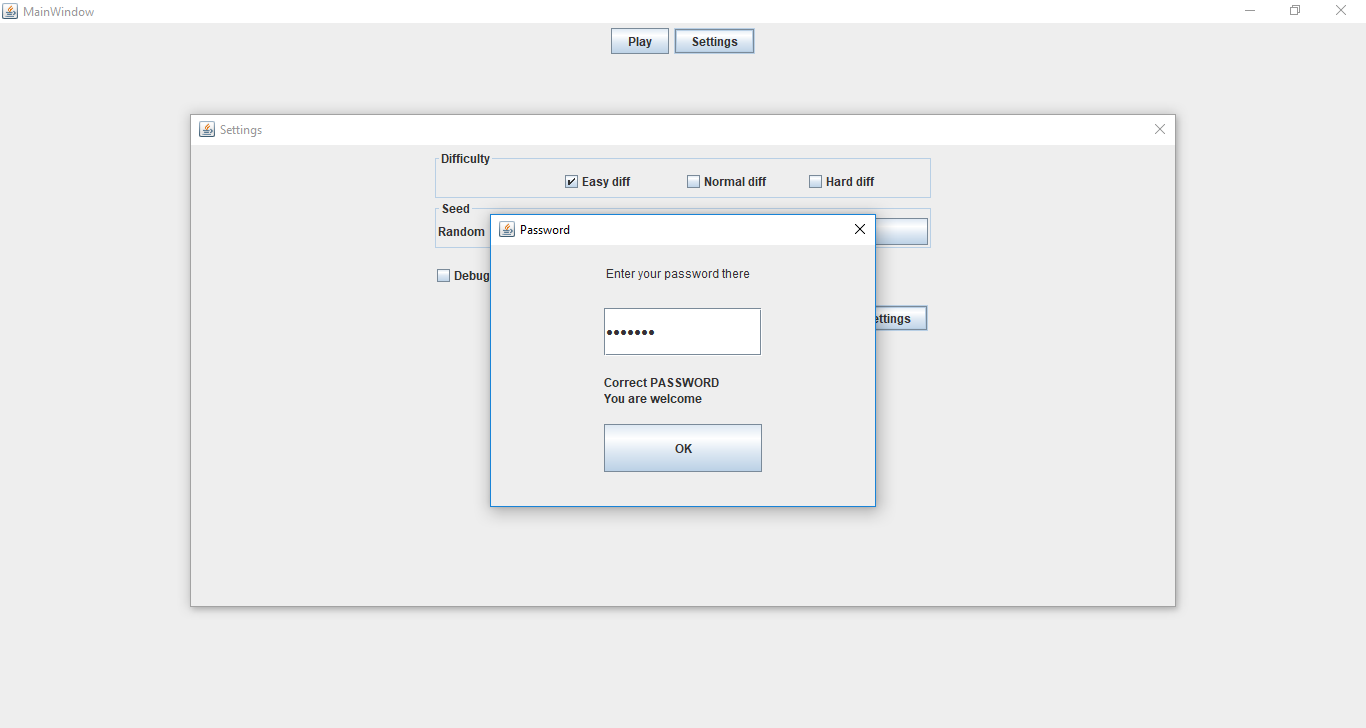 MainWindow
Play Settings
Settings
Difficulty
Easy diff Normal diff Hard diff
Seed
Random
Password
Enter your password there
Debug
ettings
•••••••
Correct PASSWORD
You are welcome
OK